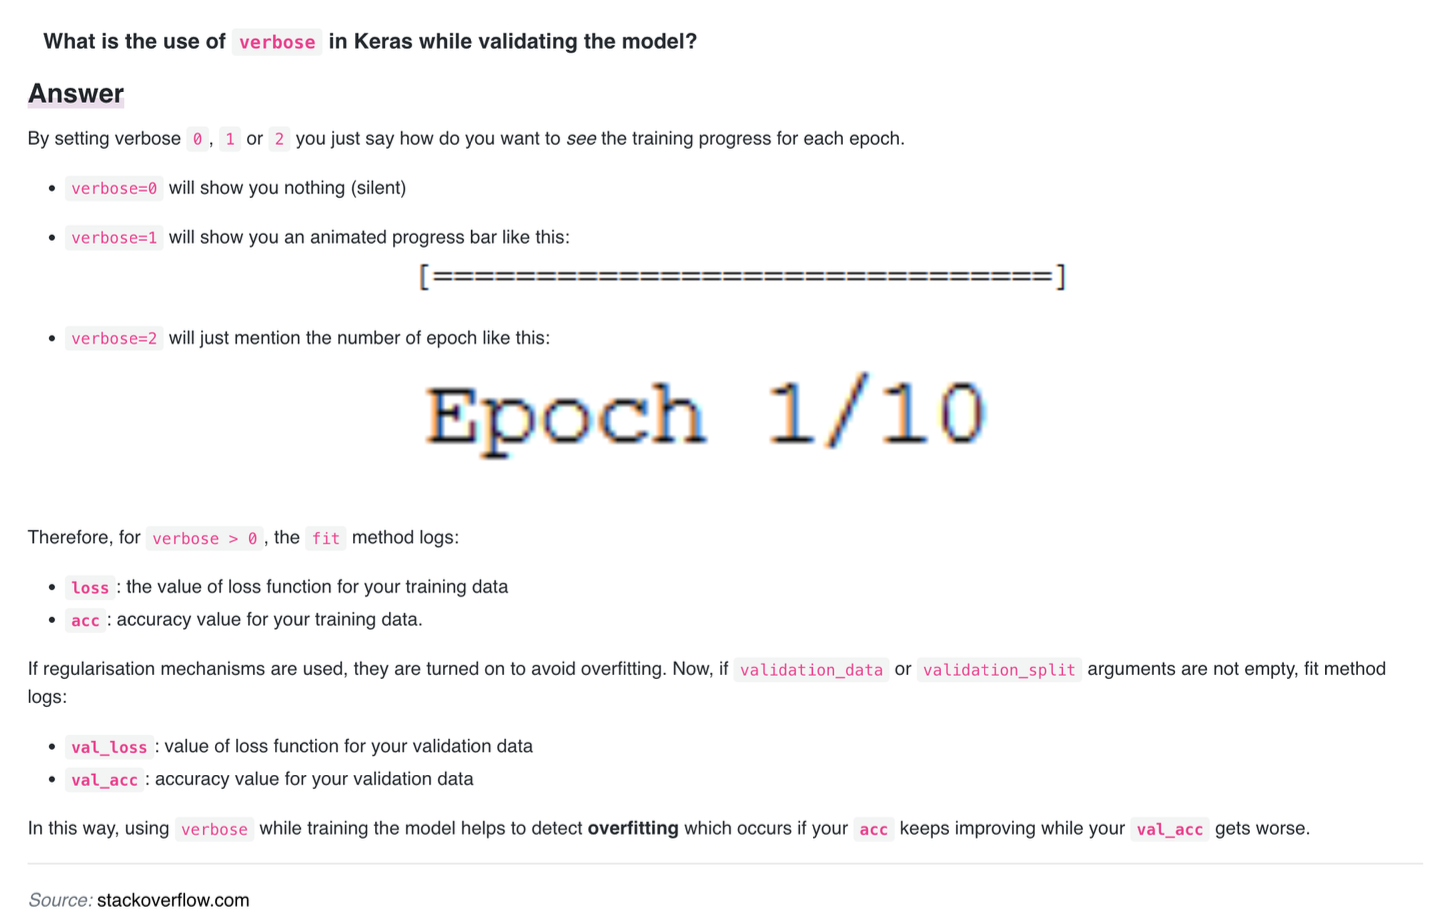 What is the use of verbose in Keras while validating the model?
Answer
By setting verbose 0 , 1 or 2 you just say how do you want to see the training progress for each epoch.
• verbose=0 will show you nothing (silent)
• verbose=1 will show you an animated progress bar like this:
[==============================]
• verbose=2 will just mention the number of epoch like this:
Epoch 1/10
Therefore, for verbose > 0 , the fit method logs:
• loss : the value of loss function for your training data
• acc : accuracy value for your training data.
If regularisation mechanisms are used, they are turned on to avoid overfitting. Now, if validation_data or validation_split arguments are not empty, fit method
logs:
• val_loss : value of loss function for your validation data
• val_acc : accuracy value for your validation data
In this way, using verbose while training the model helps to detect overfitting which occurs if your acc keeps improving while your val_acc gets worse.
Source: stackoverflow.com